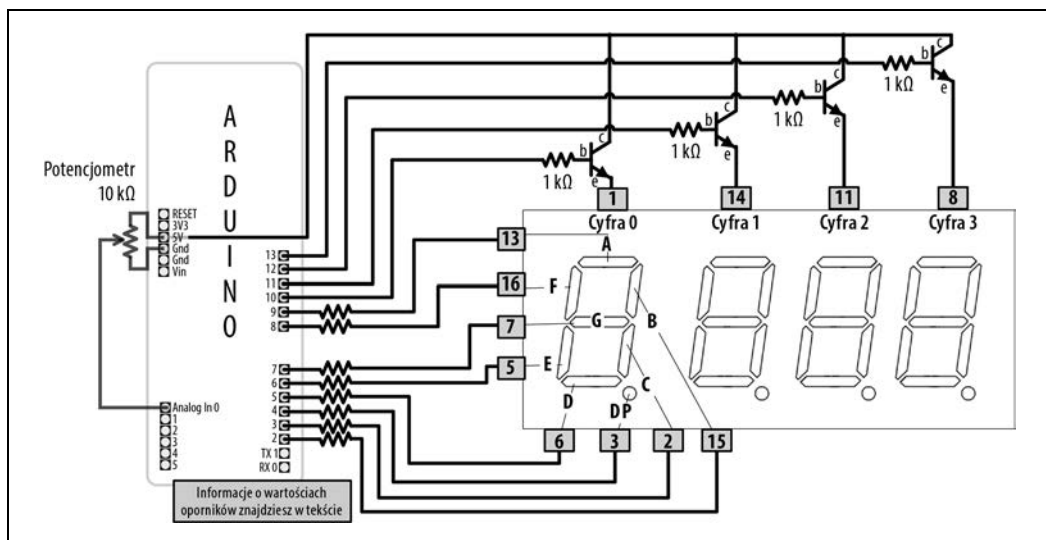 c
c
c
c
b
1 kΩ
e
b
1 kΩ
e
b
1 kΩ
e
b
1 kΩ
e
1
14
11
8
ARDUINO
Potencjometr
10 kΩ
RESET
3V3
5V
Gnd
Gnd
Vin
13
12
11
10
9
8
7
6
5
4
3
2
TX 1
RX 0
Analog In 0
1
2
3
4
5
Informacje o wartościach
oporników znajdziesz w tekście
Cyfra 0
Cyfra 1
Cyfra 2
Cyfra 3
13
16
7
5
A
F
B
G
E
C
D
DP
6
3
2
15